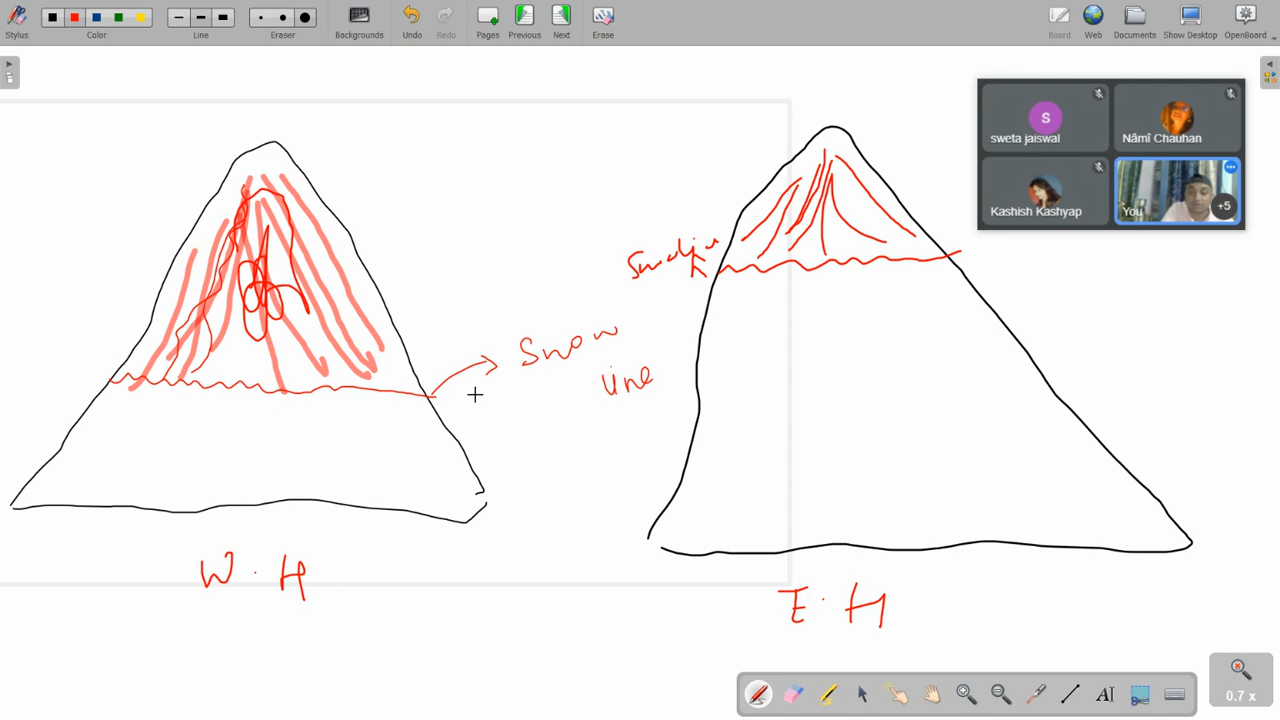 Stylus
Color
Line
Eraser
Backgrounds
Undo
Redo
Pages
Previous
Next
Erase
Board
Web
Documents
Show Desktop
OpenBoard
S
sweta jaiswal
Nâmî Chauhan
Kashish Kashyap
You
+5
Snow
line
W. H
E. H
0.7 x